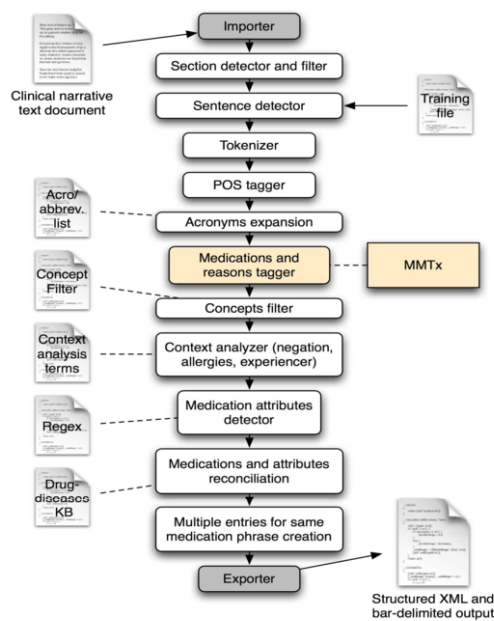 Importer
Clinical narrative
text document
Section detector and filter
Sentence detector
Training
file
Tokenizer
POS tagger
Acro/
abbrev.
list
Acronyms expansion
Medications and
reasons tagger
MMTx
Concept
Filter
Concepts filter
Context
analysis
terms
Context analyzer (negation,
allergies, experiencer)
Regex
Medication attributes
detector
Drug-
diseases
KB
Medications and attributes
reconciliation
Multiple entries for same
medication phrase creation
Exporter
Structured XML and
bar-delimited output